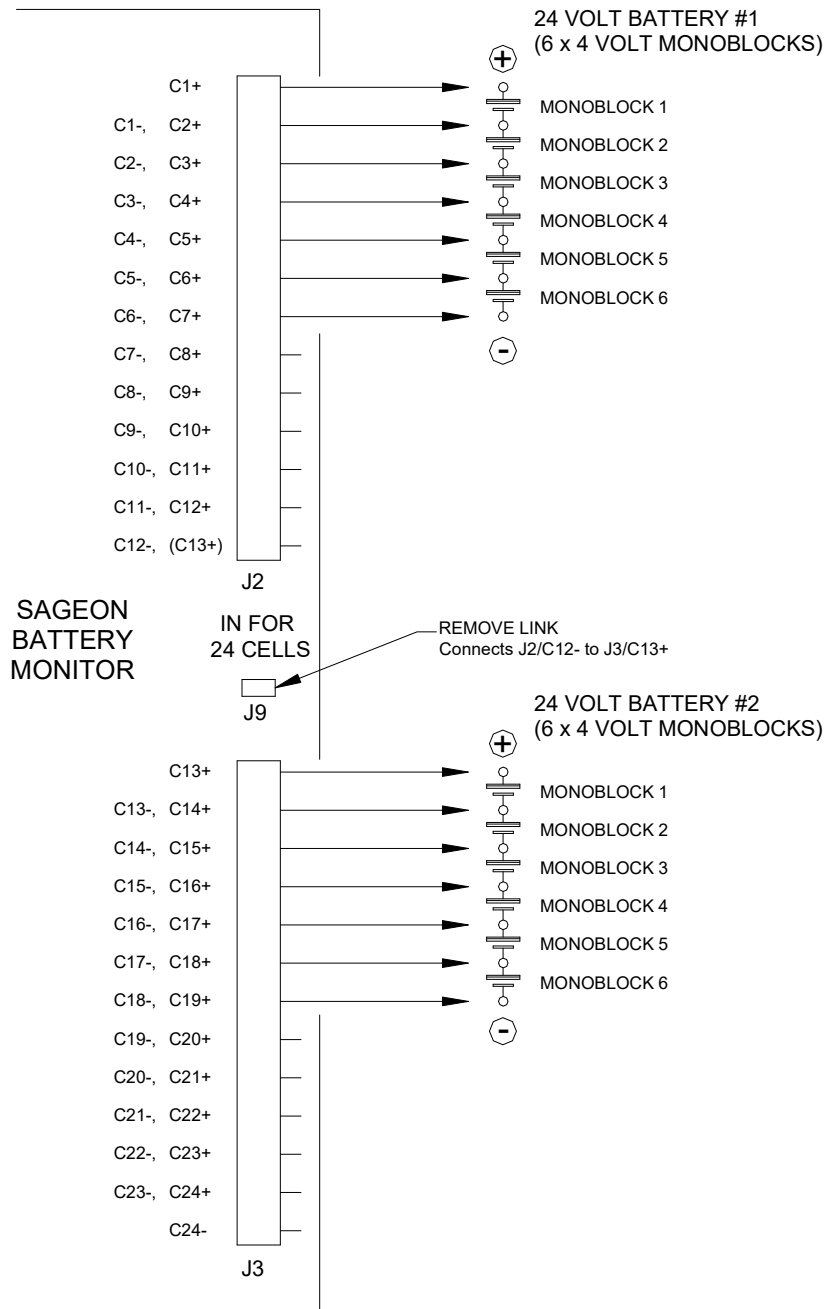 24 VOLT BATTERY #1
(6 x 4 VOLT MONOBLOCKS)
+
C1+
MONOBLOCK 1
C1-, C2+
MONOBLOCK 2
C2-, C3+
MONOBLOCK 3
C3-, C4+
MONOBLOCK 4
C4-, C5+
MONOBLOCK 5
C5-, C6+
MONOBLOCK 6
C6-, C7+
-
C7-, C8+
C8-, C9+
C9-, C10+
C10-, C11+
C11-, C12+
C12-, (C13+)
J2
SAGEON
BATTERY
MONITOR
IN FOR
24 CELLS
REMOVE LINK
Connects J2/C12- to J3/C13+
J9
24 VOLT BATTERY #2
(6 x 4 VOLT MONOBLOCKS)
+
C13+
MONOBLOCK 1
C13-, C14+
MONOBLOCK 2
C14-, C15+
MONOBLOCK 3
C15-, C16+
MONOBLOCK 4
C16-, C17+
MONOBLOCK 5
C17-, C18+
MONOBLOCK 6
C18-, C19+
-
C19-, C20+
C20-, C21+
C21-, C22+
C22-, C23+
C23-, C24+
C24-
J3